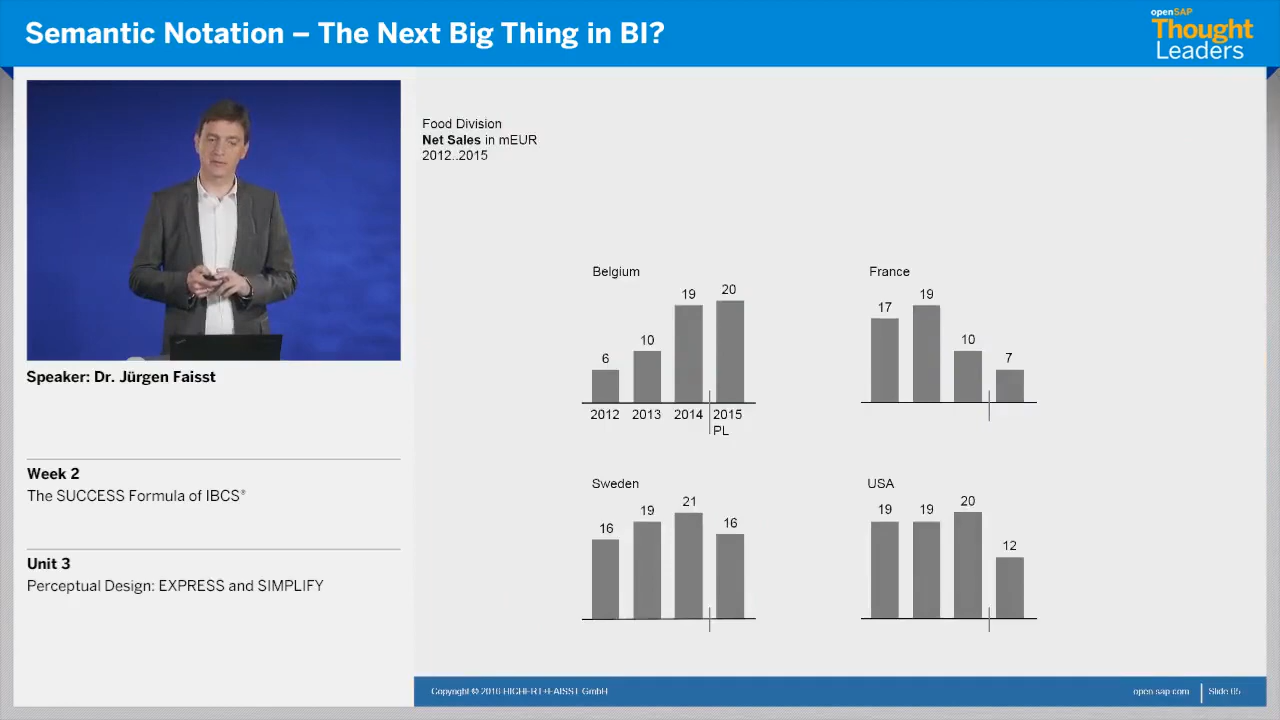 Semantic Notation – The Next Big Thing in BI?
openSAP
Thought
Leaders
Speaker: Dr. Jürgen Faisst
Week 2
The SUCCESS Formula of IBCS®
Unit 3
Perceptual Design: EXPRESS and SIMPLIFY
Food Division
Net Sales in mEUR
2012..2015
Belgium
6 10 19 20
2012 2013 2014 2015
PL
France
17 19 10 7
Sweden
16 19 21 16
USA
19 19 20 12
Copyright © 2016 HICHERT+FAISST GmbH
open.sap.com Slide 65